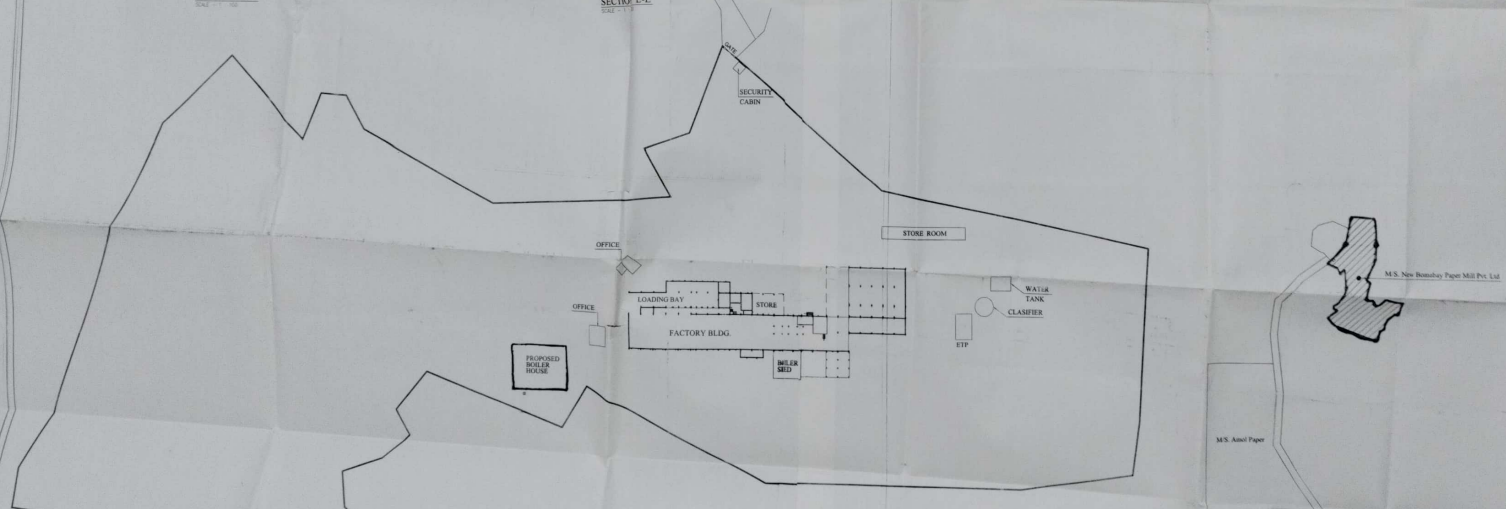 SECTION E-E
GATE
SECURITY
CABIN
STORE ROOM
OFFICE
M/S. New Bomabay Paper Mill Pvt. Ltd
WATER
TANK
LOADING BAY
STORE
OFFICE
CLASIFIER
FACTORY BLDG.
ETP
PROPOSED
BOILER
HOUSE
BOILER
SHED
M/S. Amol Paper